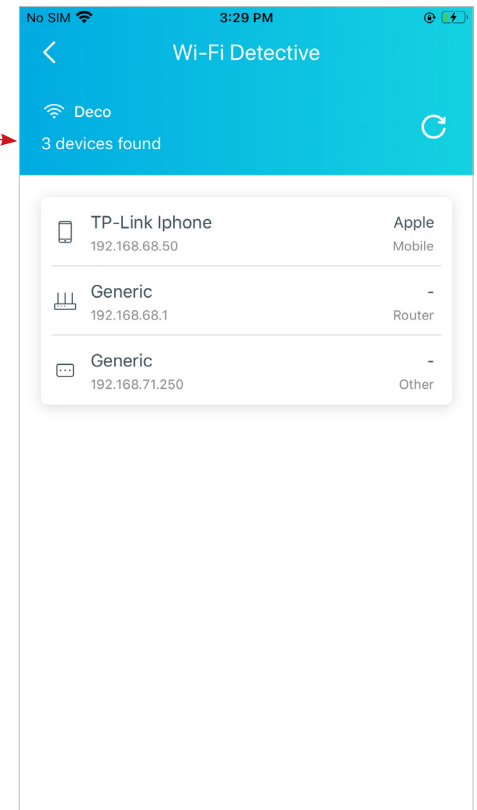 No SIM 3:29 PM
Wi-Fi Detective
Deco
3 devices found
TP-Link Iphone Apple
192.168.68.50 Mobile
Generic -
192.168.68.1 Router
Generic -
192.168.71.250 Other